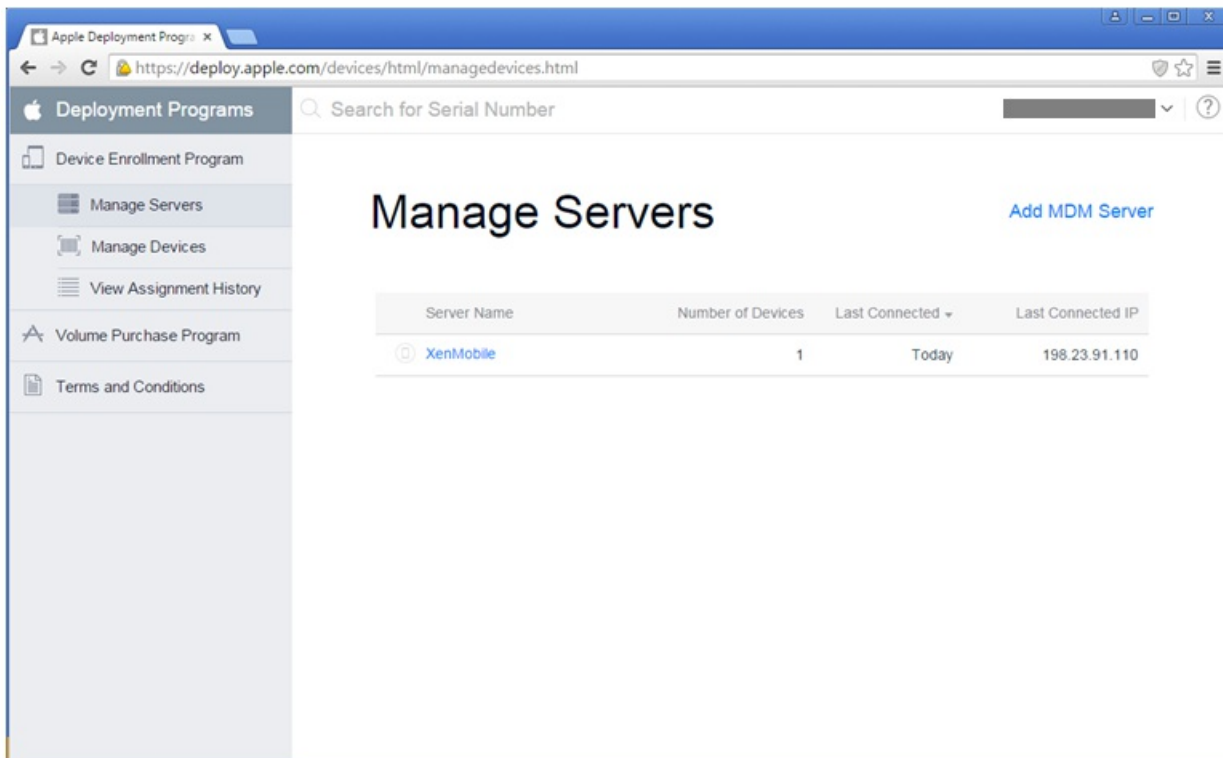 Apple Deployment Progra
https://deploy.apple.com/devices/html/managedevices.html
Deployment Programs
Search for Serial Number
Device Enrollment Program
Manage Servers
Manage Devices
View Assignment History
Volume Purchase Program
Terms and Conditions
Manage Servers
Add MDM Server
Server Name Number of Devices Last Connected Last Connected IP
XenMobile 1 Today 198.23.91.110